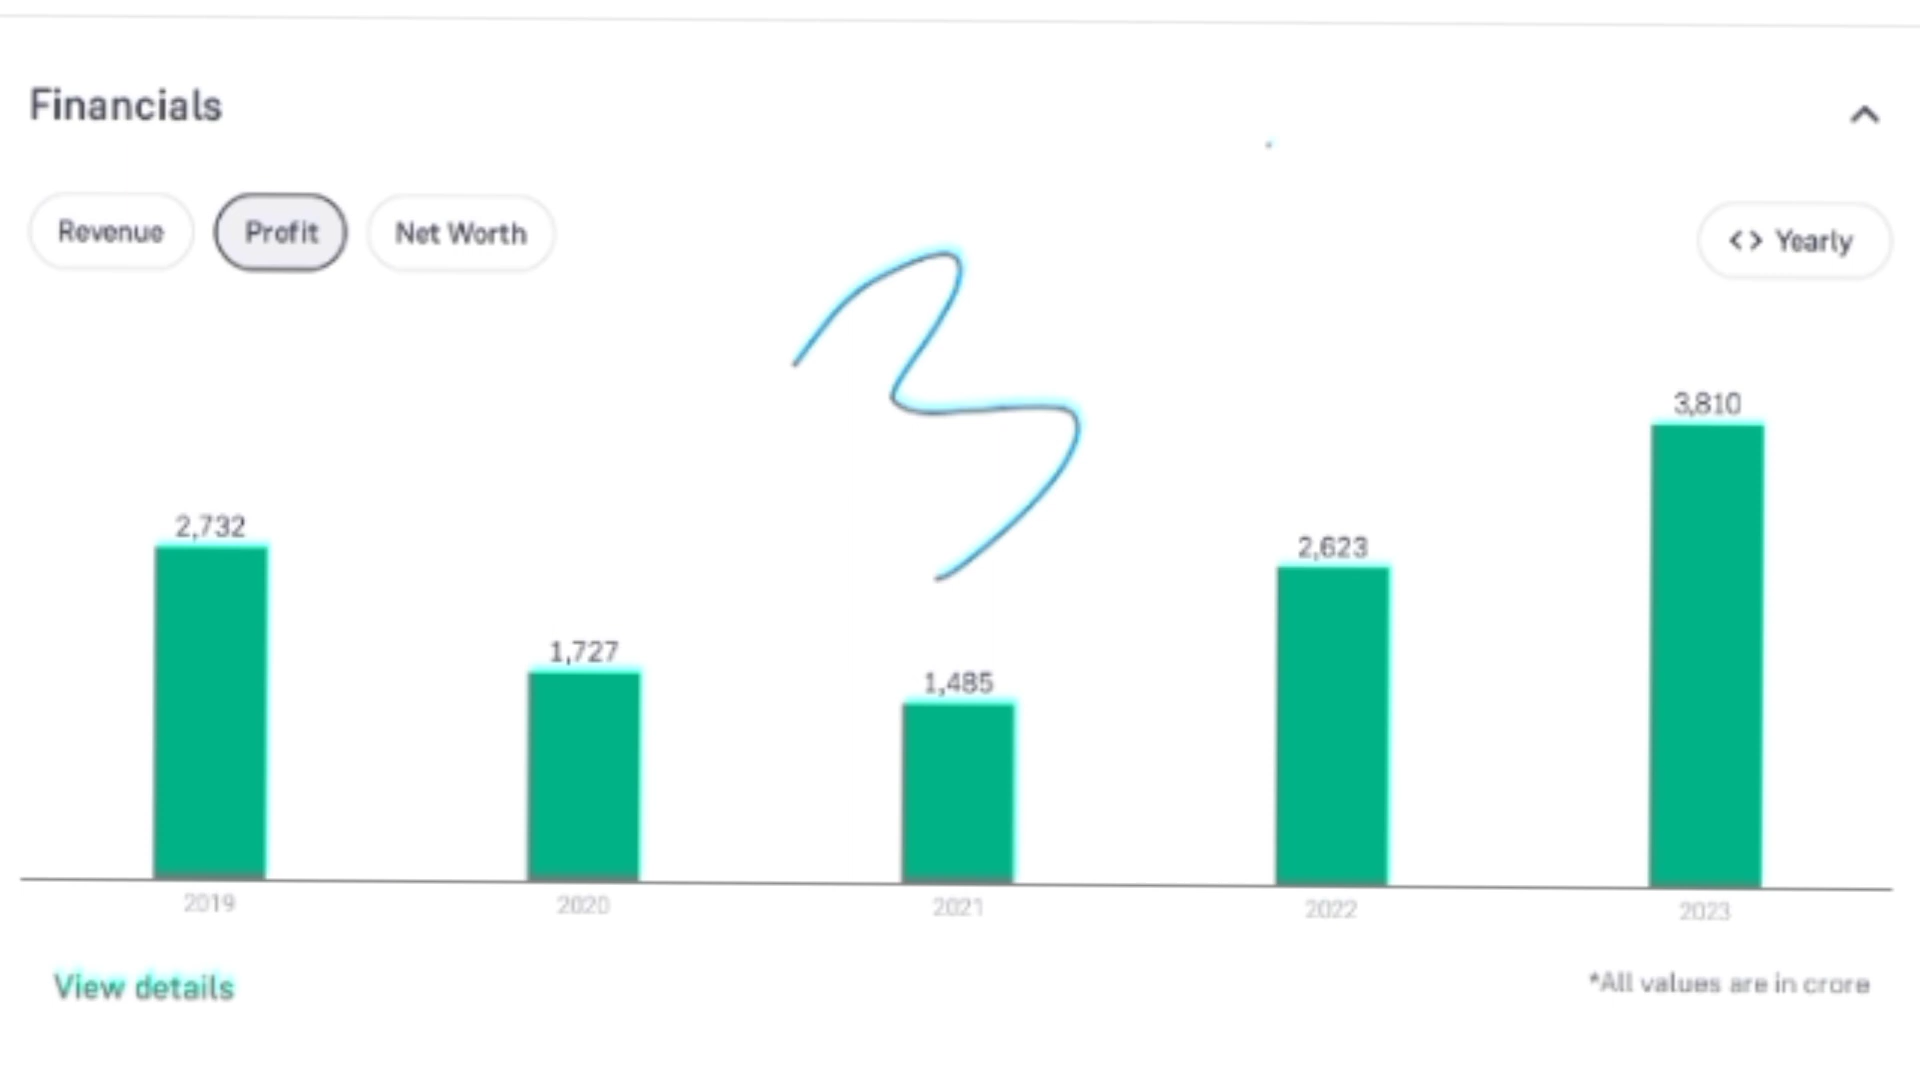 Financials
Revenue Profit Net Worth
<> Yearly
3
3,810
2,732
2,623
1,727
1,485
2019 2020 2021 2022 2023
View details
*All values are in crore